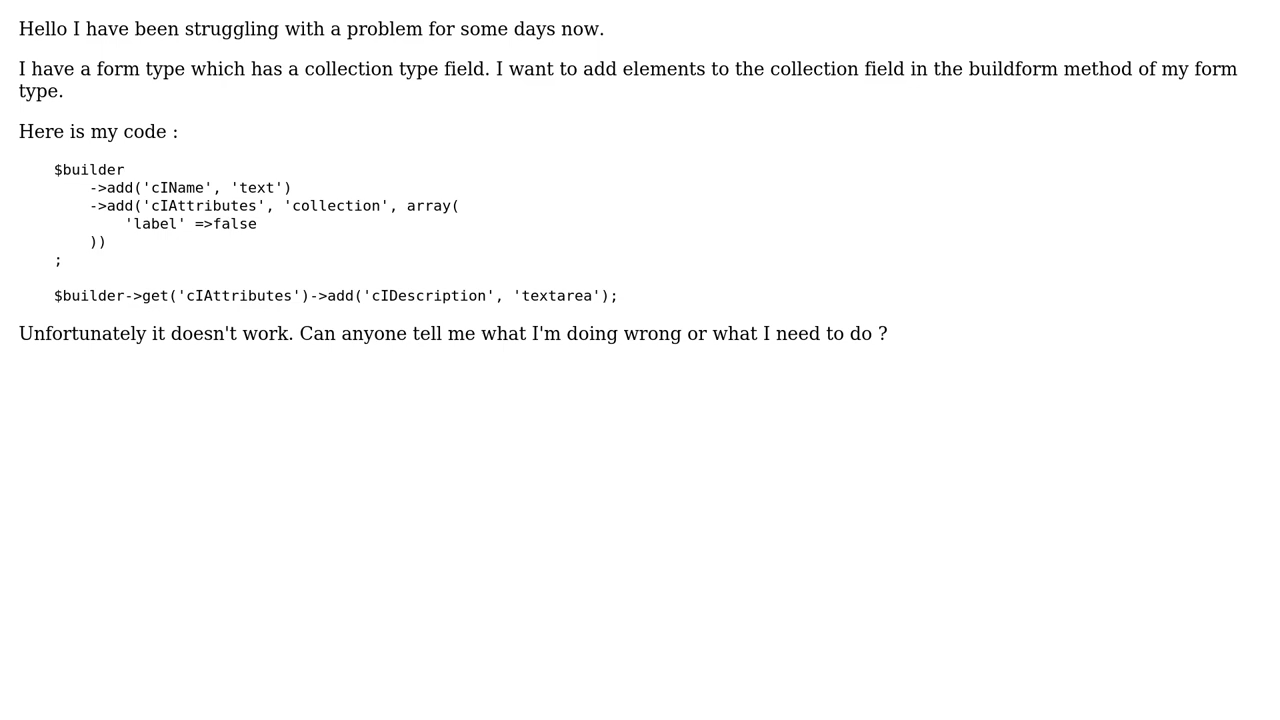 Hello I have been struggling with a problem for some days now.
I have a form type which has a collection type field. I want to add elements to the collection field in the buildform method of my form
type.
Here is my code :
$builder
    ->add('cIName', 'text')
    ->add('cIAttributes', 'collection', array(
        'label' =>false
    ))
;
$builder->get('cIAttributes')->add('cIDescription', 'textarea');
Unfortunately it doesn't work. Can anyone tell me what I'm doing wrong or what I need to do ?